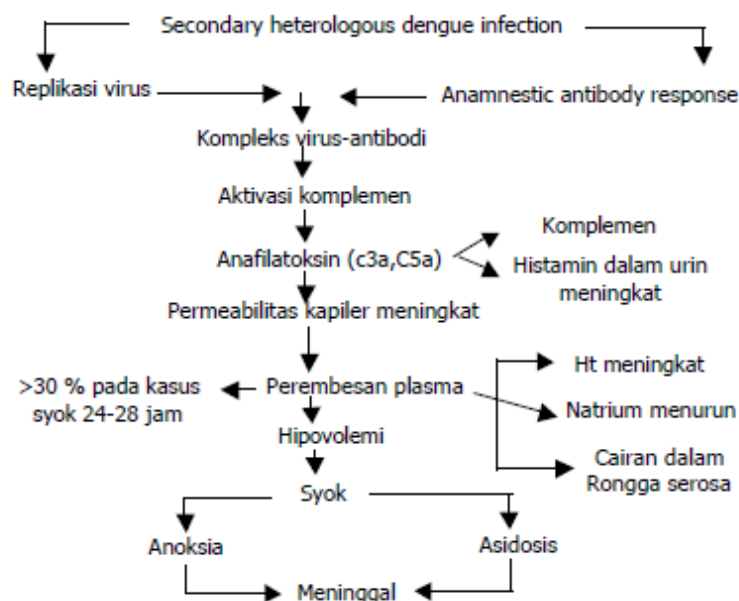 Secondary heterologous dengue infection
Replikasi virus
Anamnestic antibody response
Kompleks virus-antibodi
Aktivasi komplemen
Anafilatoksin (c3a,C5a)
Komplemen
Histamin dalam urin
meningkat
Permeabilitas kapiler meningkat
>30 % pada kasus
syok 24-28 jam
Perembesan plasma
Ht meningkat
Natrium menurun
Cairan dalam
Rongga serosa
Hipovolemi
Syok
Anoksia
Asidosis
Meninggal